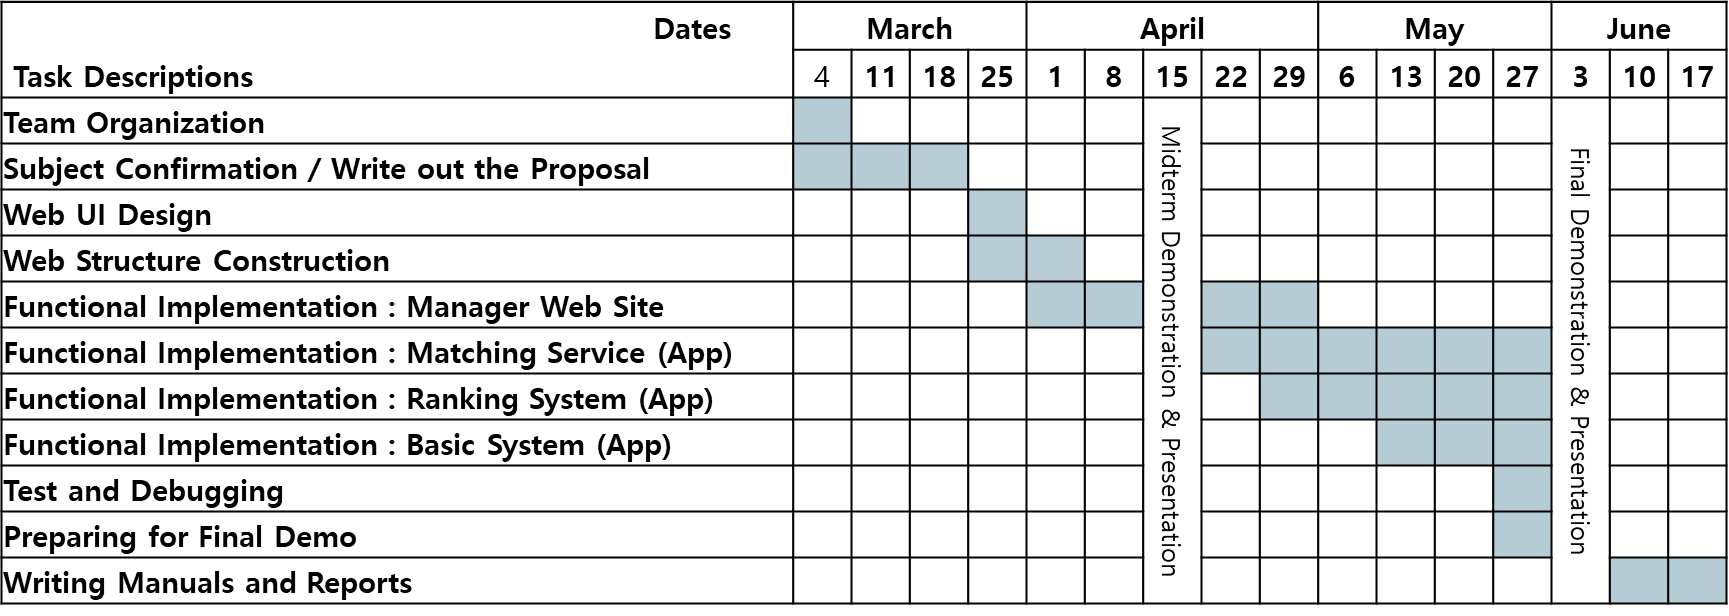 Dates March April May June
Task Descriptions 4 11 18 25 1 8 15 22 29 6 13 20 27 3 10 17
Team Organization
Subject Confirmation / Write out the Proposal
Web UI Design
Web Structure Construction
Functional Implementation : Manager Web Site
Functional Implementation : Matching Service (App)
Functional Implementation : Ranking System (App)
Functional Implementation : Basic System (App)
Test and Debugging
Preparing for Final Demo
Writing Manuals and Reports
Midterm Demonstration & Presentation
Final Demonstration & Presentation